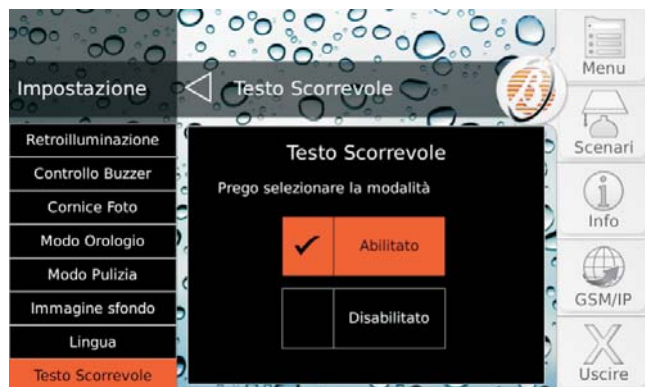 Impostazione
Testo Scorrevole
Retroilluminazione
Controllo Buzzer
Cornice Foto
Modo Orologio
Modo Pulizia
Immagine sfondo
Lingua
Testo Scorrevole
Testo Scorrevole
Prego selezionare la modalità
Abilitato
Disabilitato
Menu
Scenari
Info
GSM/IP
Uscire